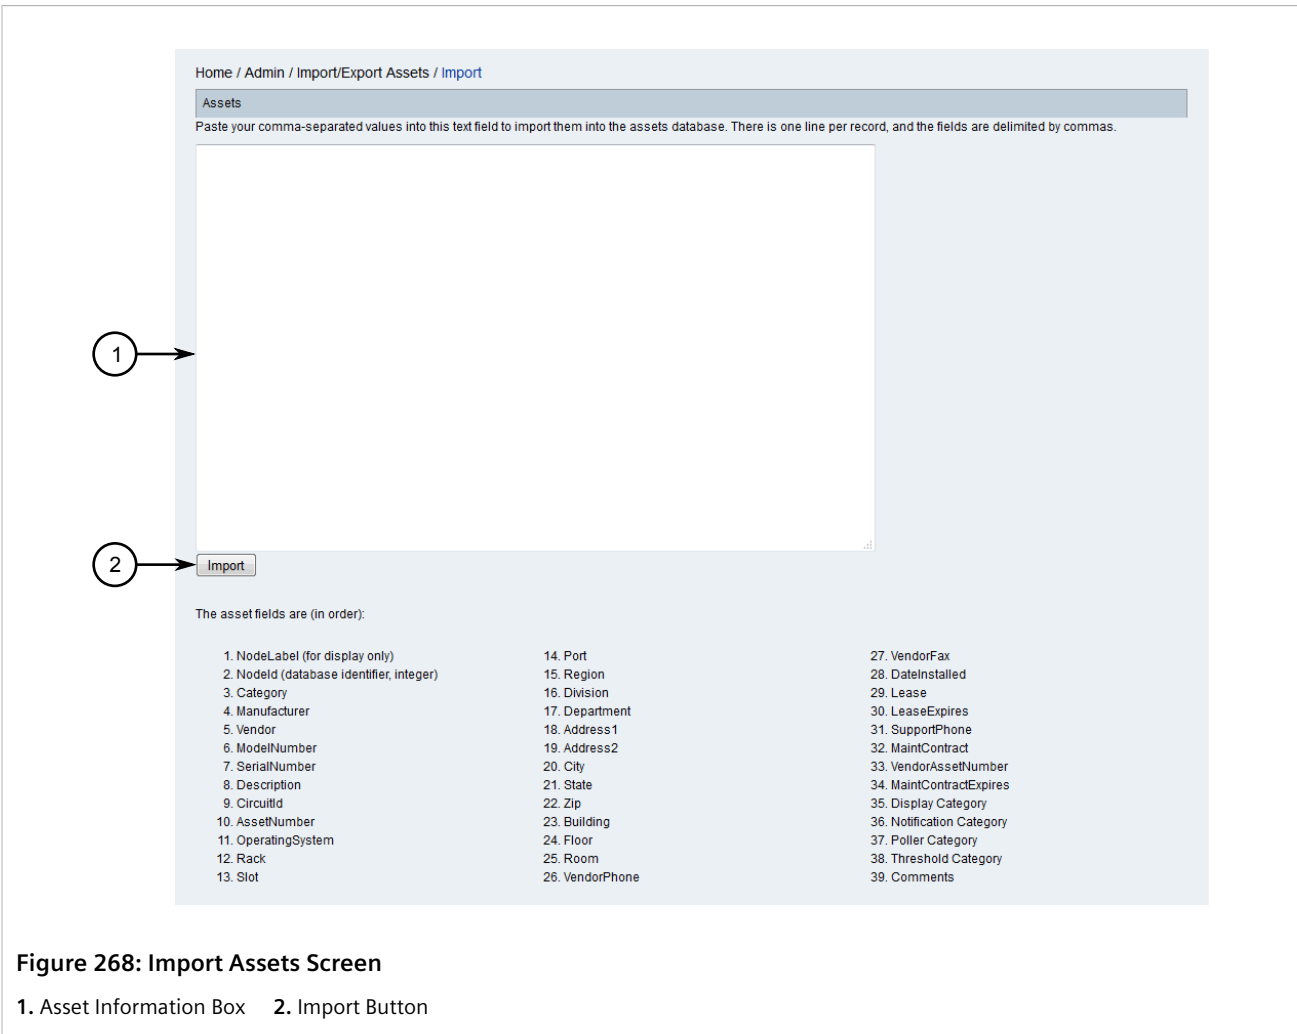 Home / Admin / Import/Export Assets / Import
Assets
Paste your comma-separated values into this text field to import them into the assets database. There is one line per record, and the fields are delimited by commas.
1
2
Import
The asset fields are (in order):
1. NodeLabel (for display only)
2. NodeId (database identifier, integer)
3. Category
4. Manufacturer
5. Vendor
6. ModelNumber
7. SerialNumber
8. Description
9. CircuitId
10. AssetNumber
11. OperatingSystem
12. Rack
13. Slot
14. Port
15. Region
16. Division
17. Department
18. Address1
19. Address2
20. City
21. State
22. Zip
23. Building
24. Floor
25. Room
26. VendorPhone
27. VendorFax
28. DateInstalled
29. Lease
30. LeaseExpires
31. SupportPhone
32. MaintContract
33. VendorAssetNumber
34. MaintContractExpires
35. Display Category
36. Notification Category
37. Poller Category
38. Threshold Category
39. Comments
Figure 268: Import Assets Screen
1. Asset Information Box 2. Import Button